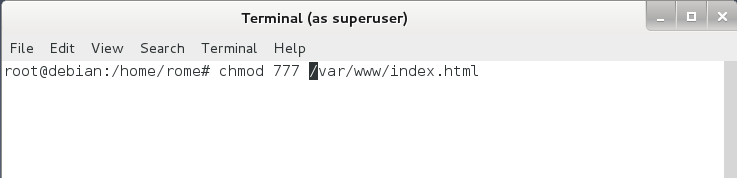 Terminal (as superuser)
File Edit View Search Terminal Help
root@debian:/home/rome# chmod 777 /var/www/index.html